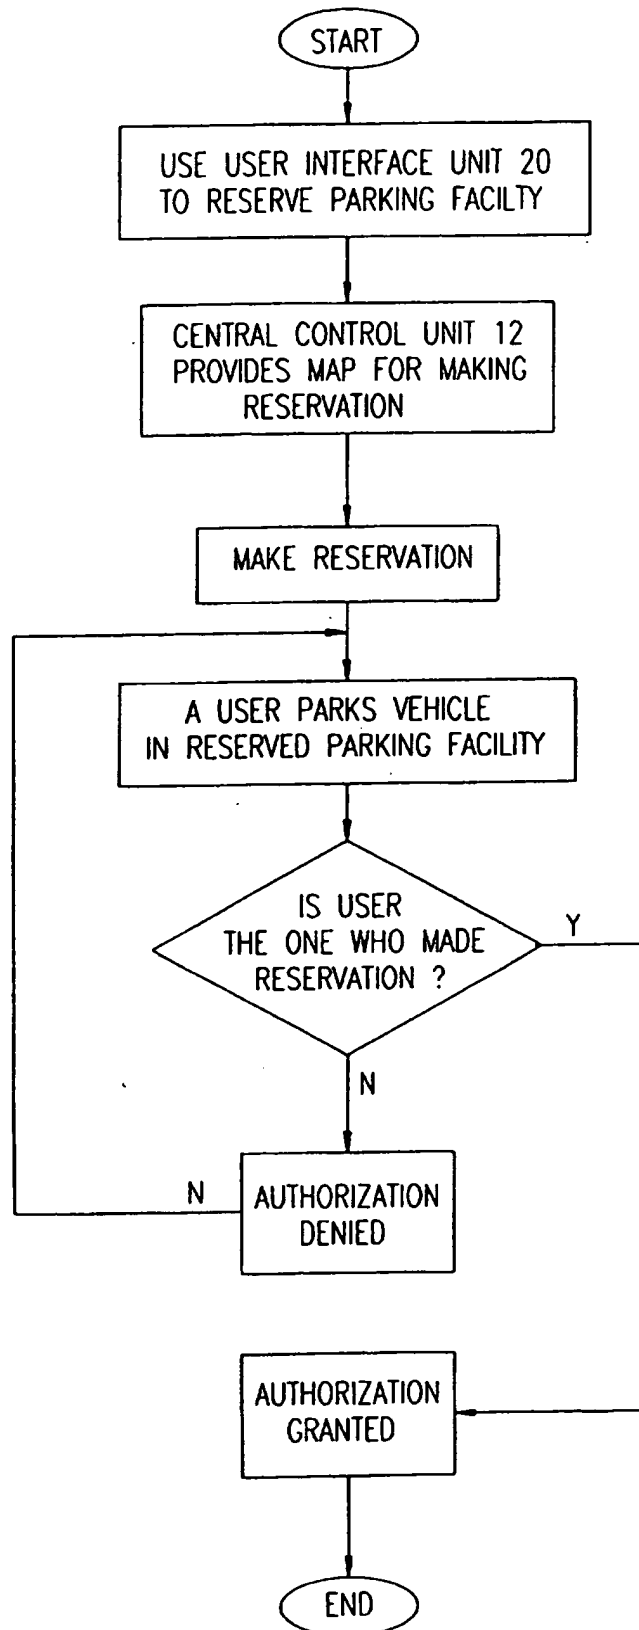 START
USE USER INTERFACE UNIT 20
TO RESERVE PARKING FACILTY
CENTRAL CONTROL UNIT 12
PROVIDES MAP FOR MAKING
RESERVATION
MAKE RESERVATION
A USER PARKS VEHICLE
IN RESERVED PARKING FACILITY
IS USER
THE ONE WHO MADE
RESERVATION ?
Y
N
N
AUTHORIZATION
DENIED
AUTHORIZATION
GRANTED
END